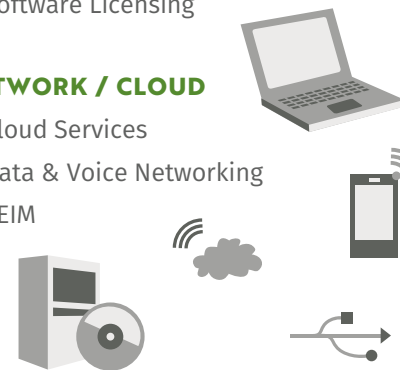 oftware Licensing
TWORK / CLOUD
loud Services
ata & Voice Networking
EIM